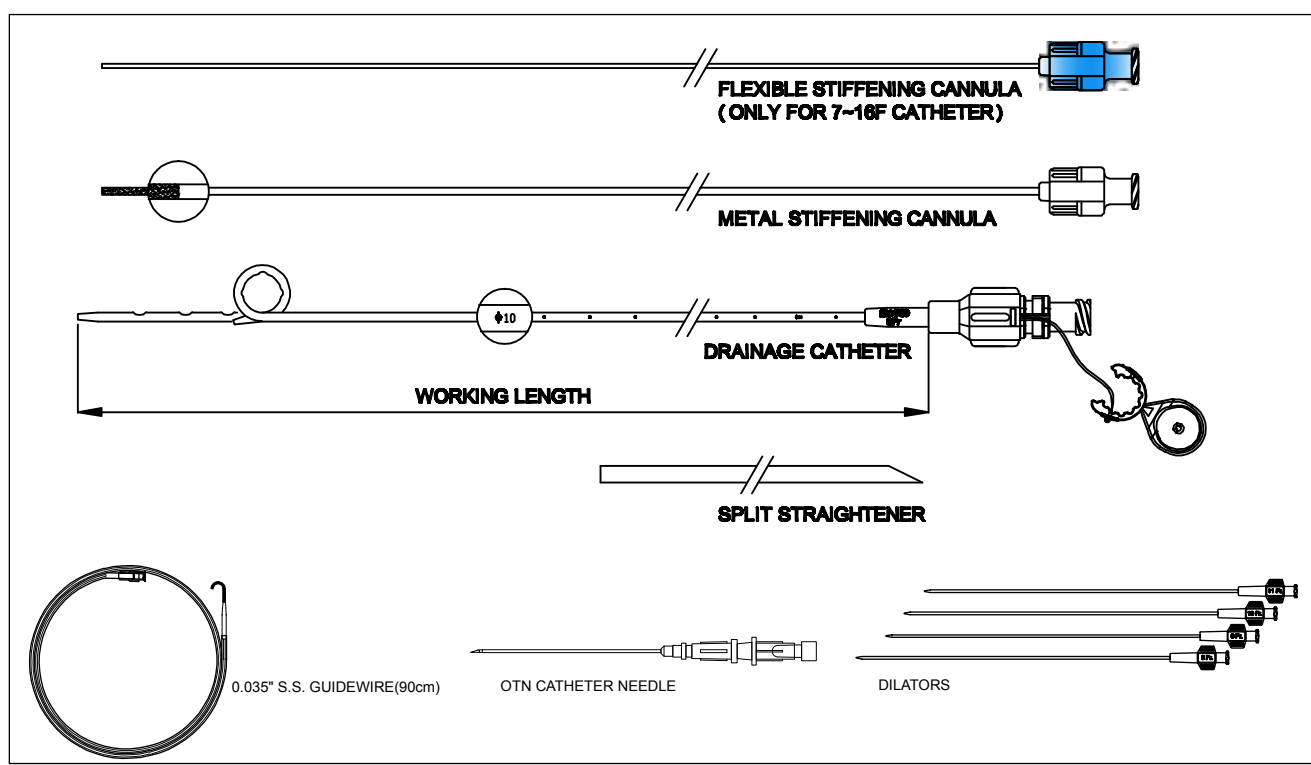 FLEXIBLE STIFFENING CANNULA
( ONLY FOR 7~16F CATHETER )
METAL STIFFENING CANNULA
10
DRAINAGE CATHETER
WORKING LENGTH
SPLIT STRAIGHTENER
0.035" S.S. GUIDEWIRE(90cm)
OTN CATHETER NEEDLE
DILATORS